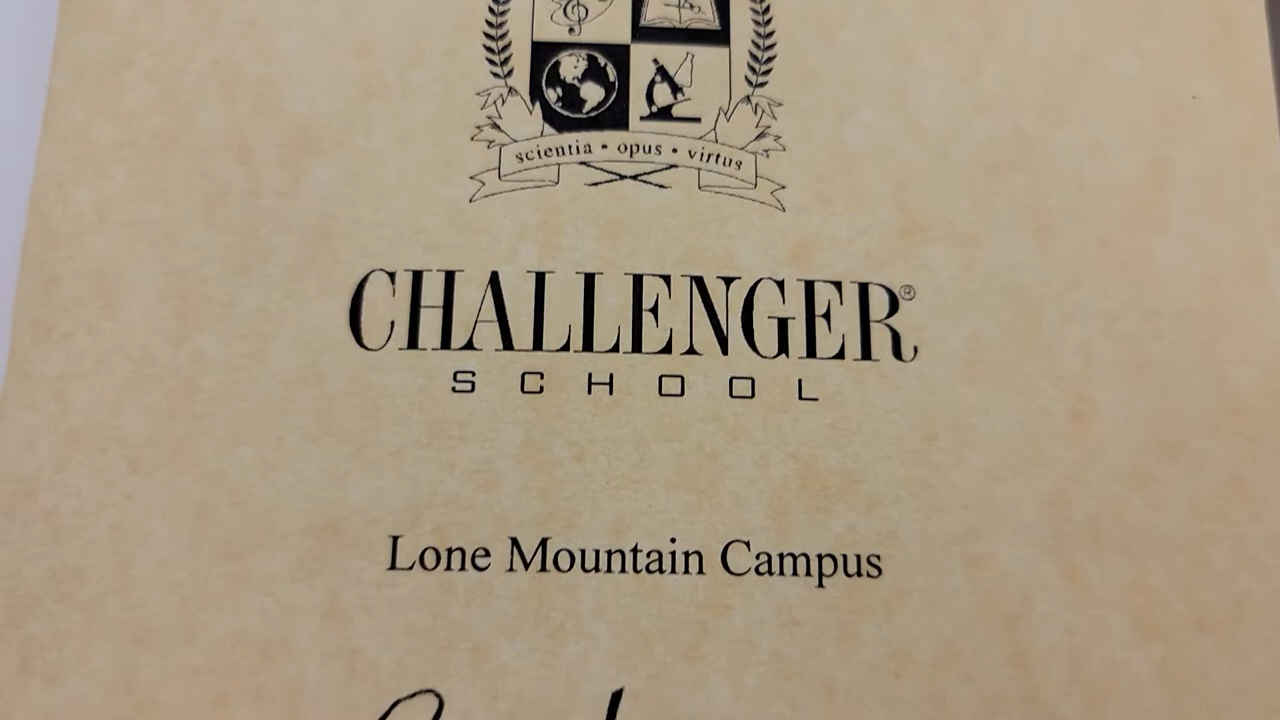 scientia • opus • virtus
CHALLENGER®
SCHOOL
Lone Mountain Campus